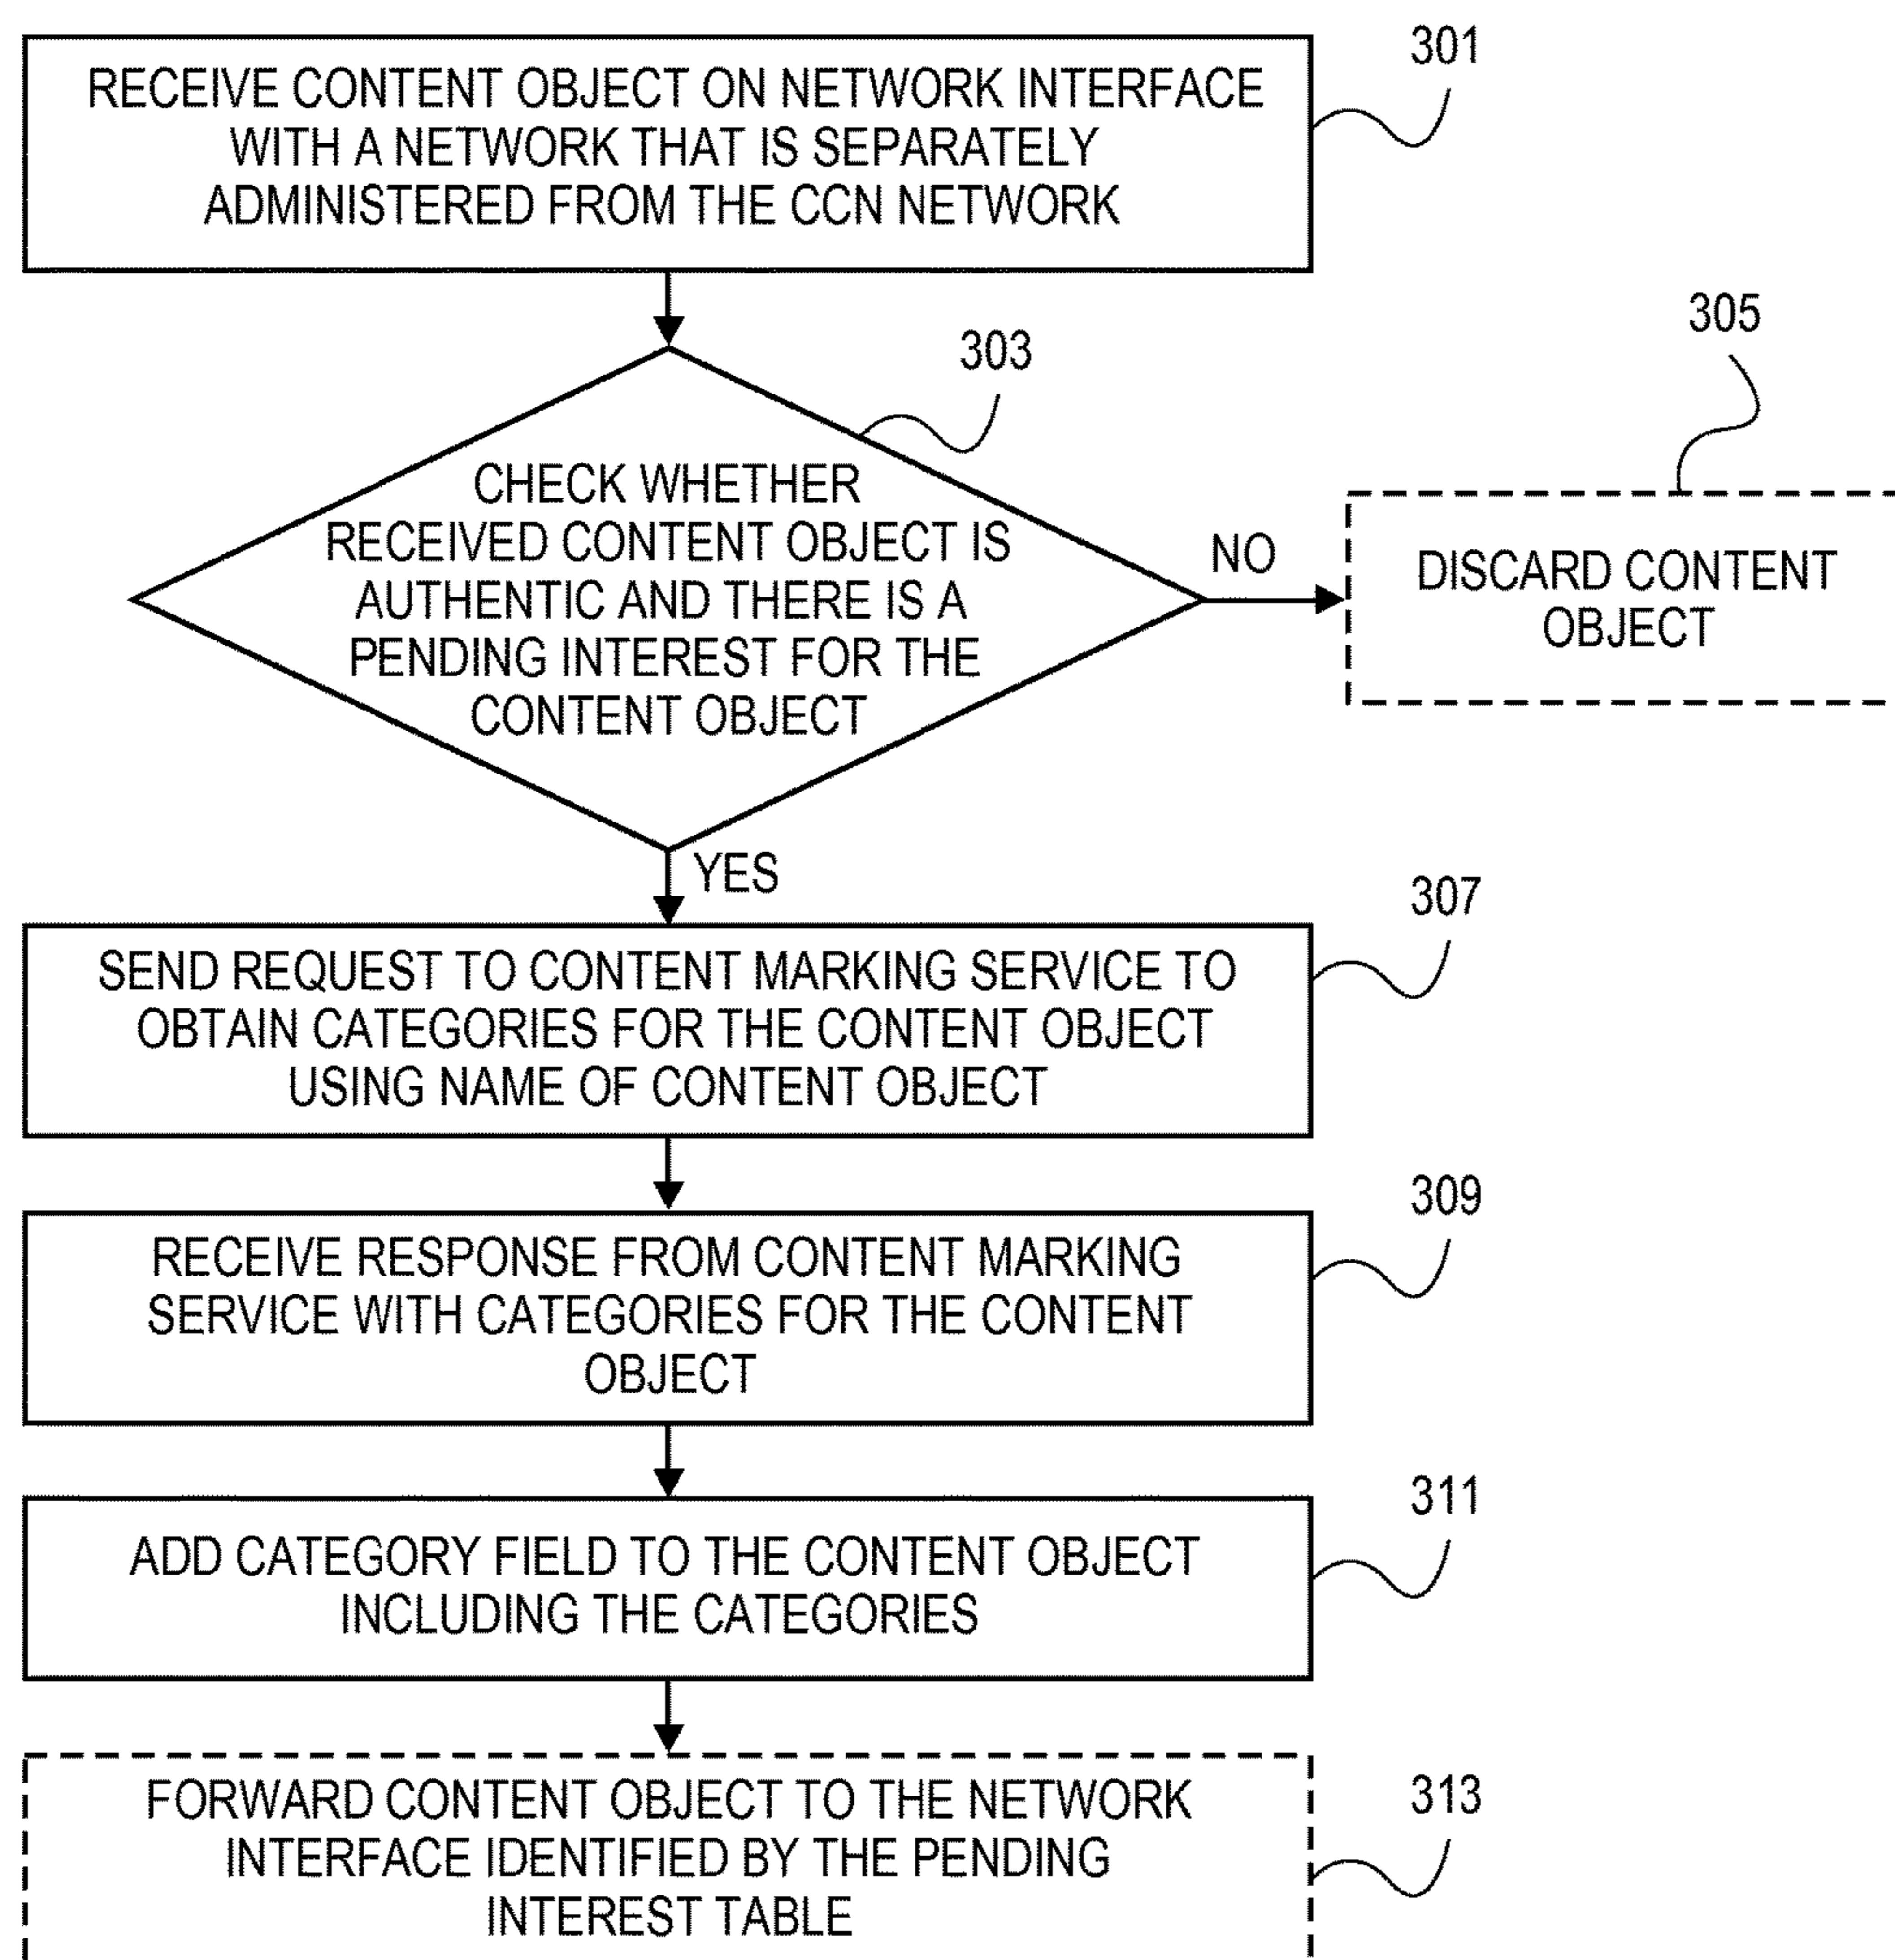 301
RECEIVE CONTENT OBJECT ON NETWORK INTERFACE
WITH A NETWORK THAT IS SEPARATELY
ADMINISTERED FROM THE CCN NETWORK
303
305
CHECK WHETHER
RECEIVED CONTENT OBJECT IS
AUTHENTIC AND THERE IS A
PENDING INTEREST FOR THE
CONTENT OBJECT
NO
DISCARD CONTENT
OBJECT
YES
307
SEND REQUEST TO CONTENT MARKING SERVICE TO
OBTAIN CATEGORIES FOR THE CONTENT OBJECT
USING NAME OF CONTENT OBJECT
309
RECEIVE RESPONSE FROM CONTENT MARKING
SERVICE WITH CATEGORIES FOR THE CONTENT
OBJECT
311
ADD CATEGORY FIELD TO THE CONTENT OBJECT
INCLUDING THE CATEGORIES
313
FORWARD CONTENT OBJECT TO THE NETWORK
INTERFACE IDENTIFIED BY THE PENDING
INTEREST TABLE